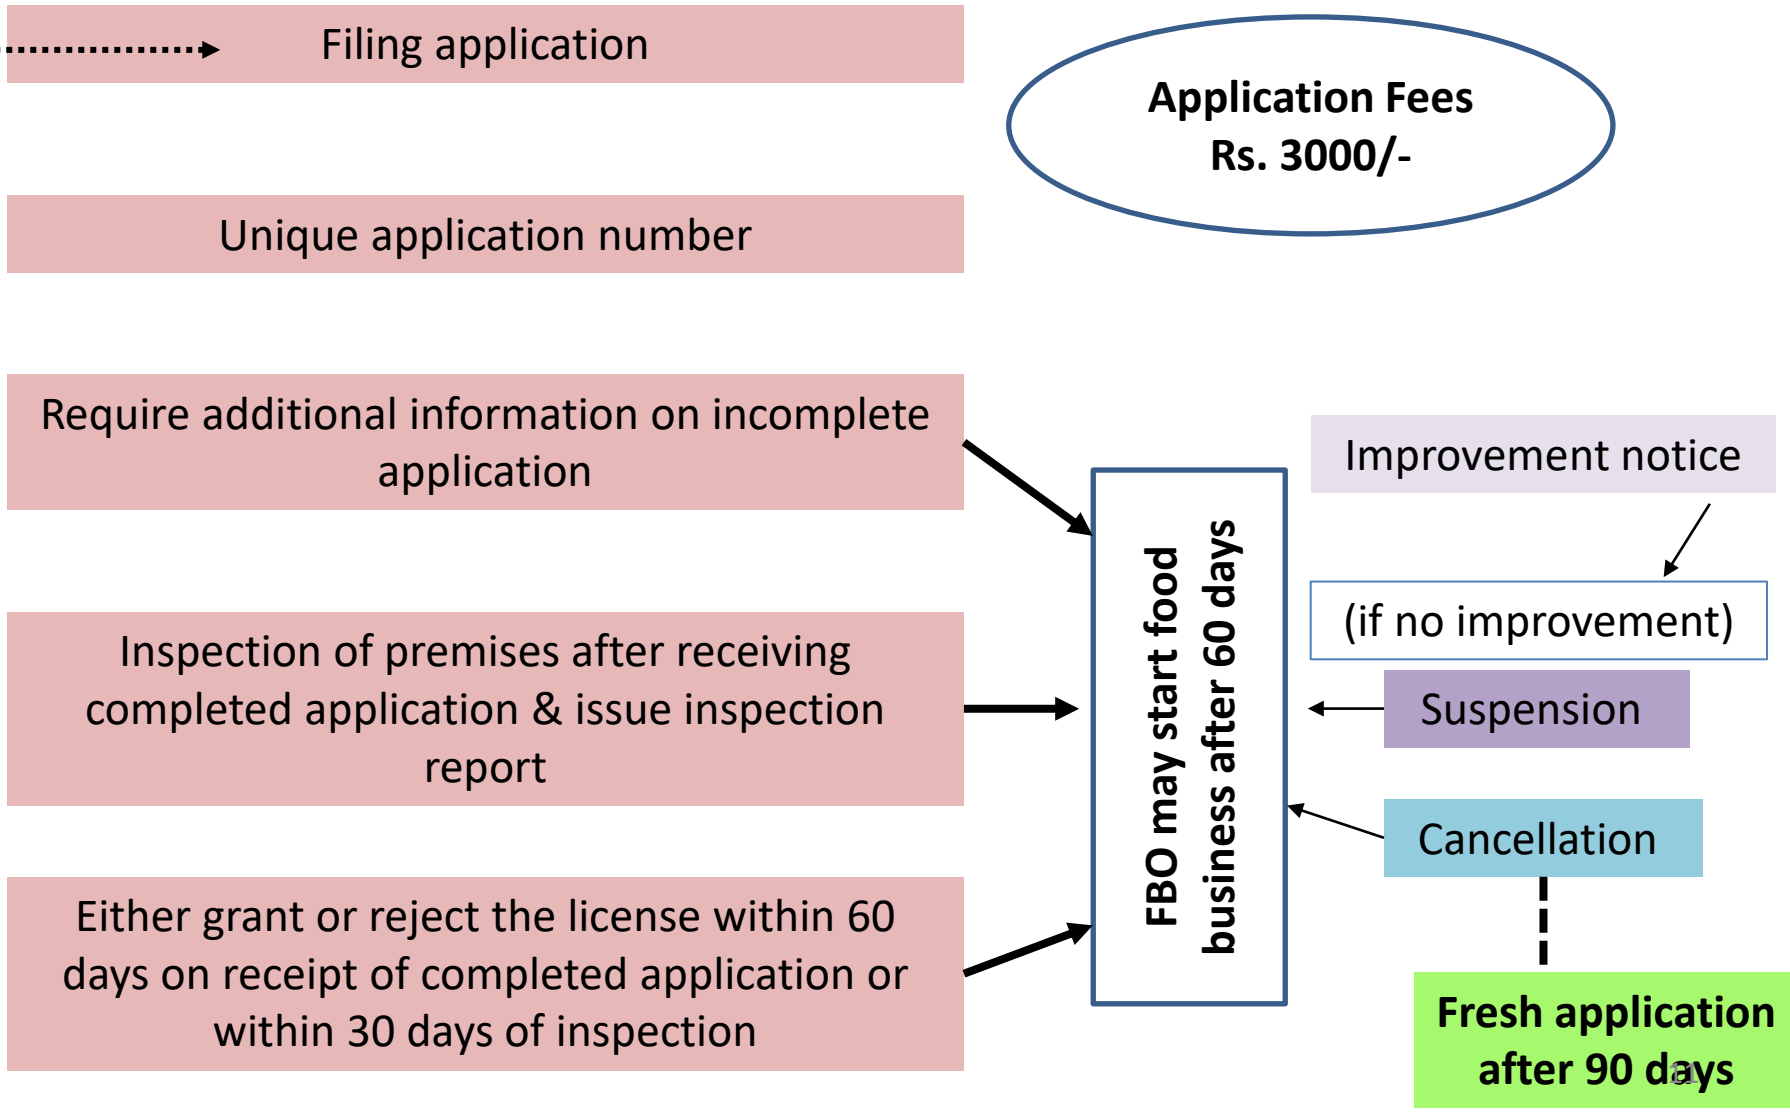 Filing application
Application Fees
Rs. 3000/-
Unique application number
Require additional information on incomplete
application
Improvement notice
FBO may start food
business after 60 days
(if no improvement)
Inspection of premises after receiving
completed application & issue inspection
report
Suspension
Cancellation
Either grant or reject the license within 60
days on receipt of completed application or
within 30 days of inspection
Fresh application
after 90 days
11